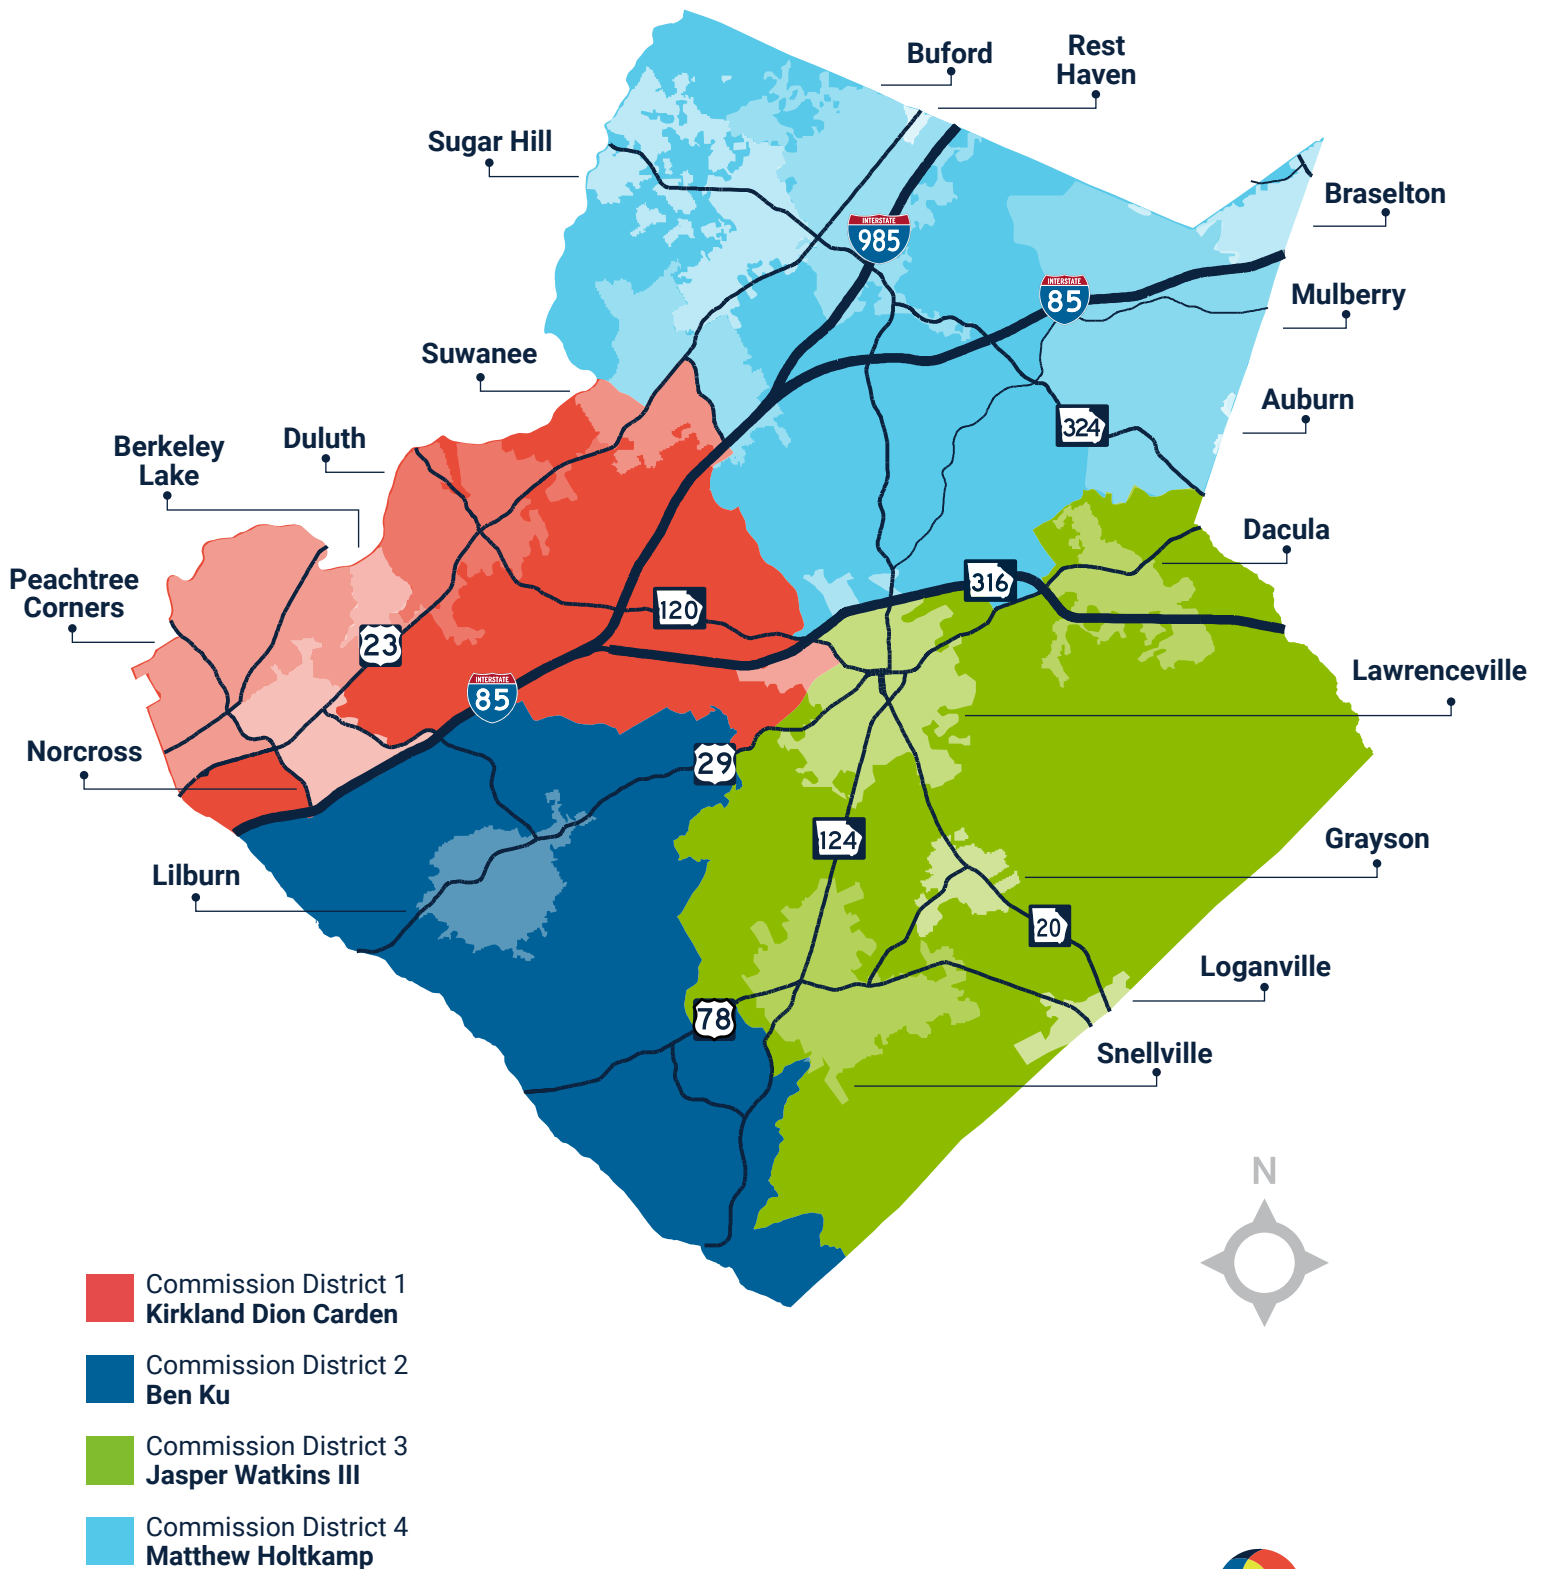 Buford
Rest
Haven
Sugar Hill
Braselton
INTERSTATE
985
INTERSTATE
85
Mulberry
Suwanee
Auburn
324
Duluth
Berkeley
Lake
Dacula
Peachtree
Corners
316
120
23
Lawrenceville
INTERSTATE
85
Norcross
29
124
Grayson
Lilburn
20
Loganville
78
Snellville
N
Commission District 1
Kirkland Dion Carden
Commission District 2
Ben Ku
Commission District 3
Jasper Watkins III
Commission District 4
Matthew Holtkamp